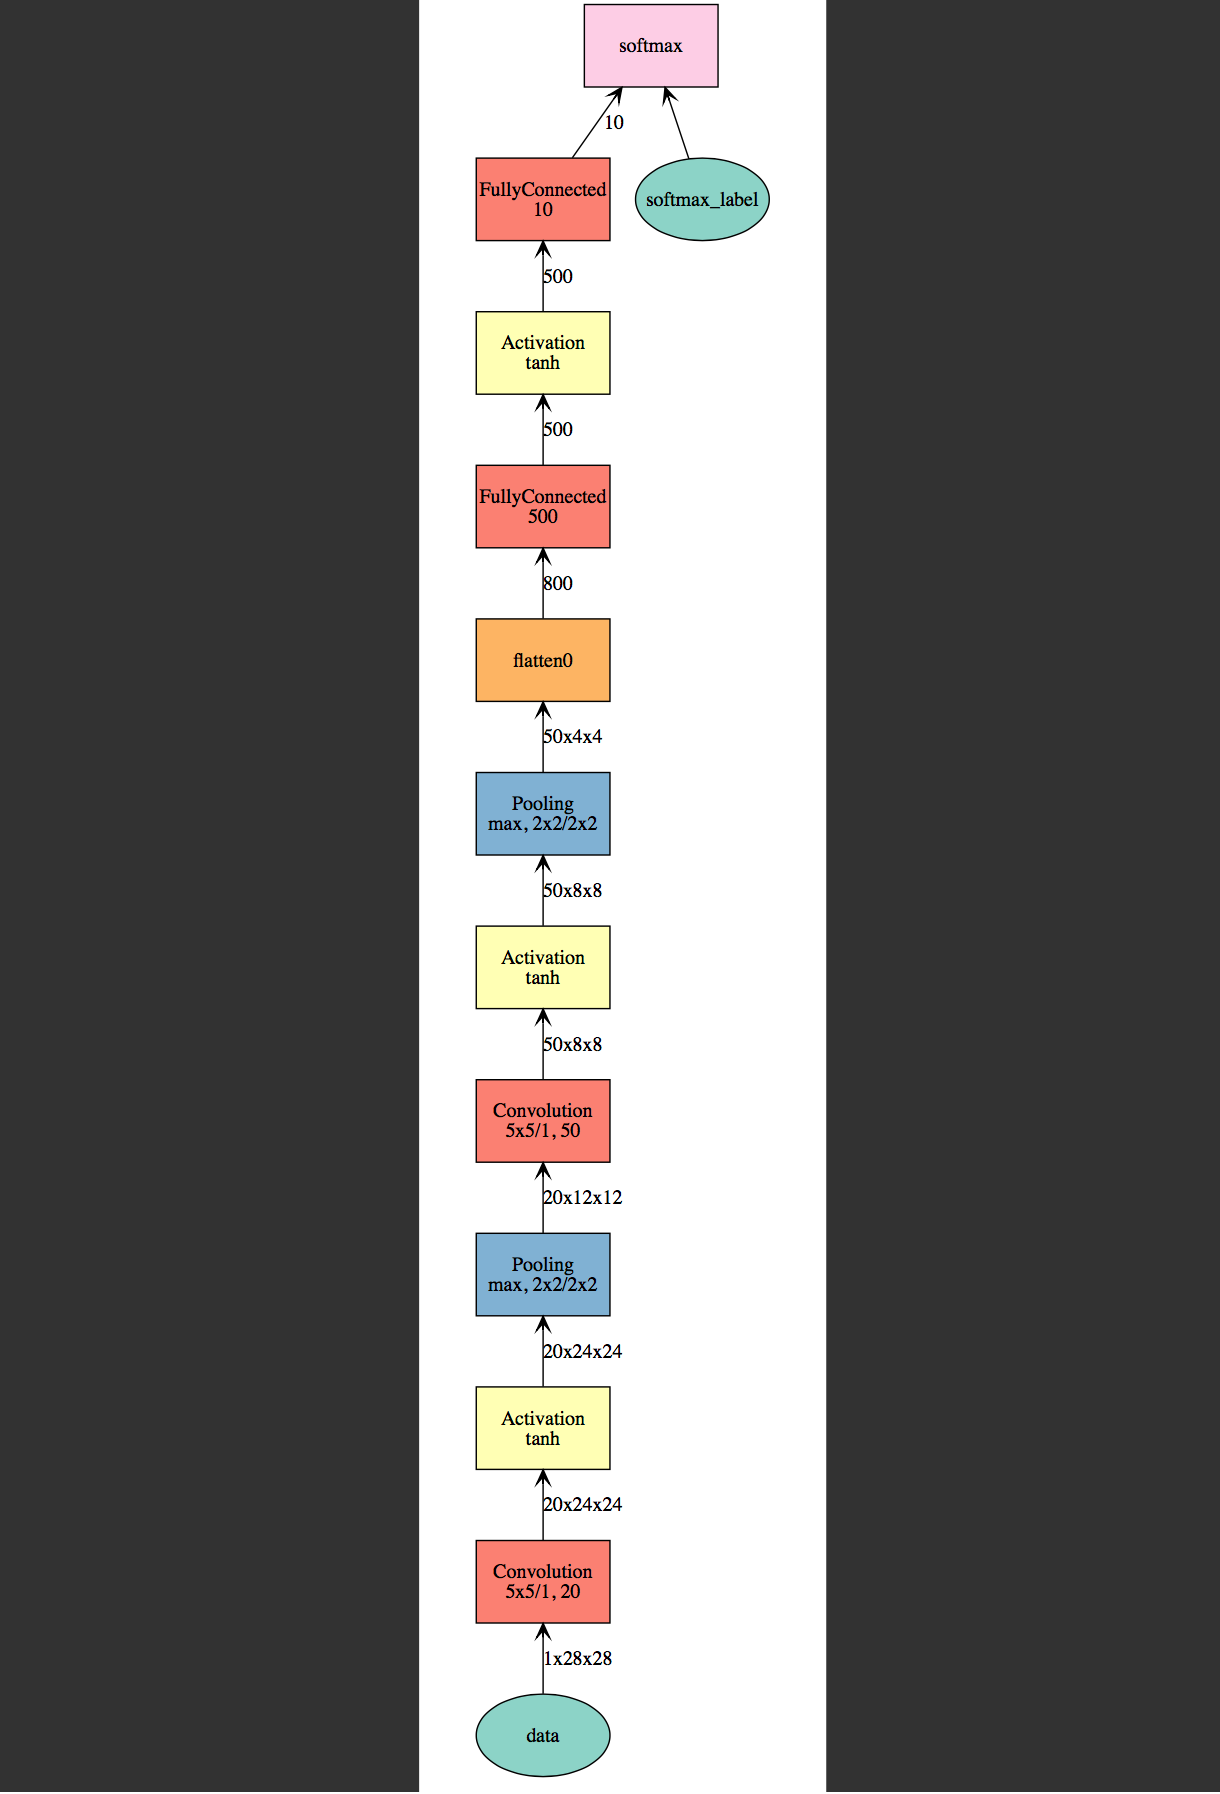 softmax
10
FullyConnected
10
softmax_label
500
Activation
tanh
500
FullyConnected
500
800
flatten0
50x4x4
Pooling
max, 2x2/2x2
50x8x8
Activation
tanh
50x8x8
Convolution
5x5/1, 50
20x12x12
Pooling
max, 2x2/2x2
20x24x24
Activation
tanh
20x24x24
Convolution
5x5/1, 20
1x28x28
data